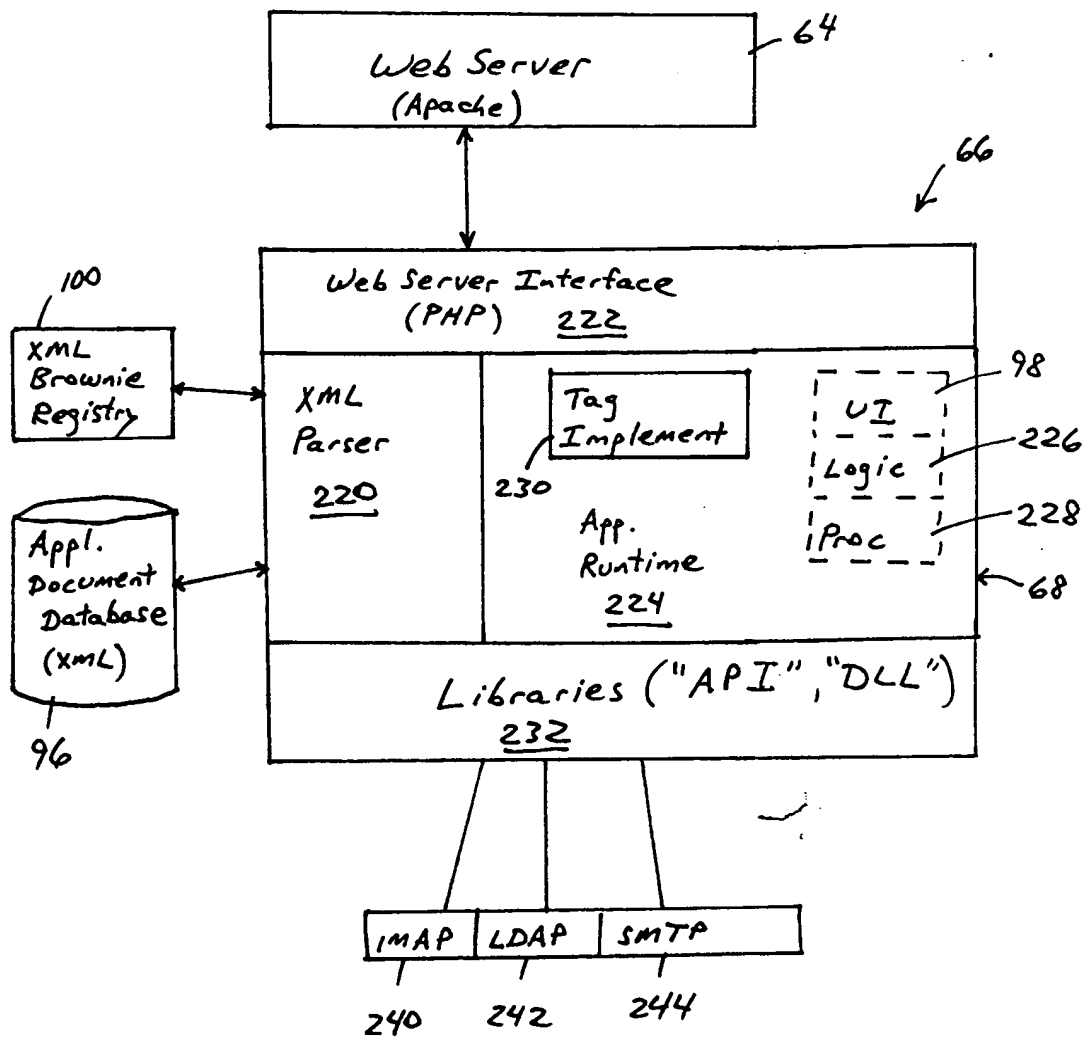 64
Web Server
(Apache)
66
100
Web Server Interface
(PHP) 222
XML
Brownie
Registry
XML
Parser
220
Tag
Implement
230
UI
98
Logic
226
Proc
228
App.
Runtime
224
68
Appl.
Document
Database
(XML)
96
Libraries ("API", "DLL")
232
IMAP LDAP SMTP
240 242 244